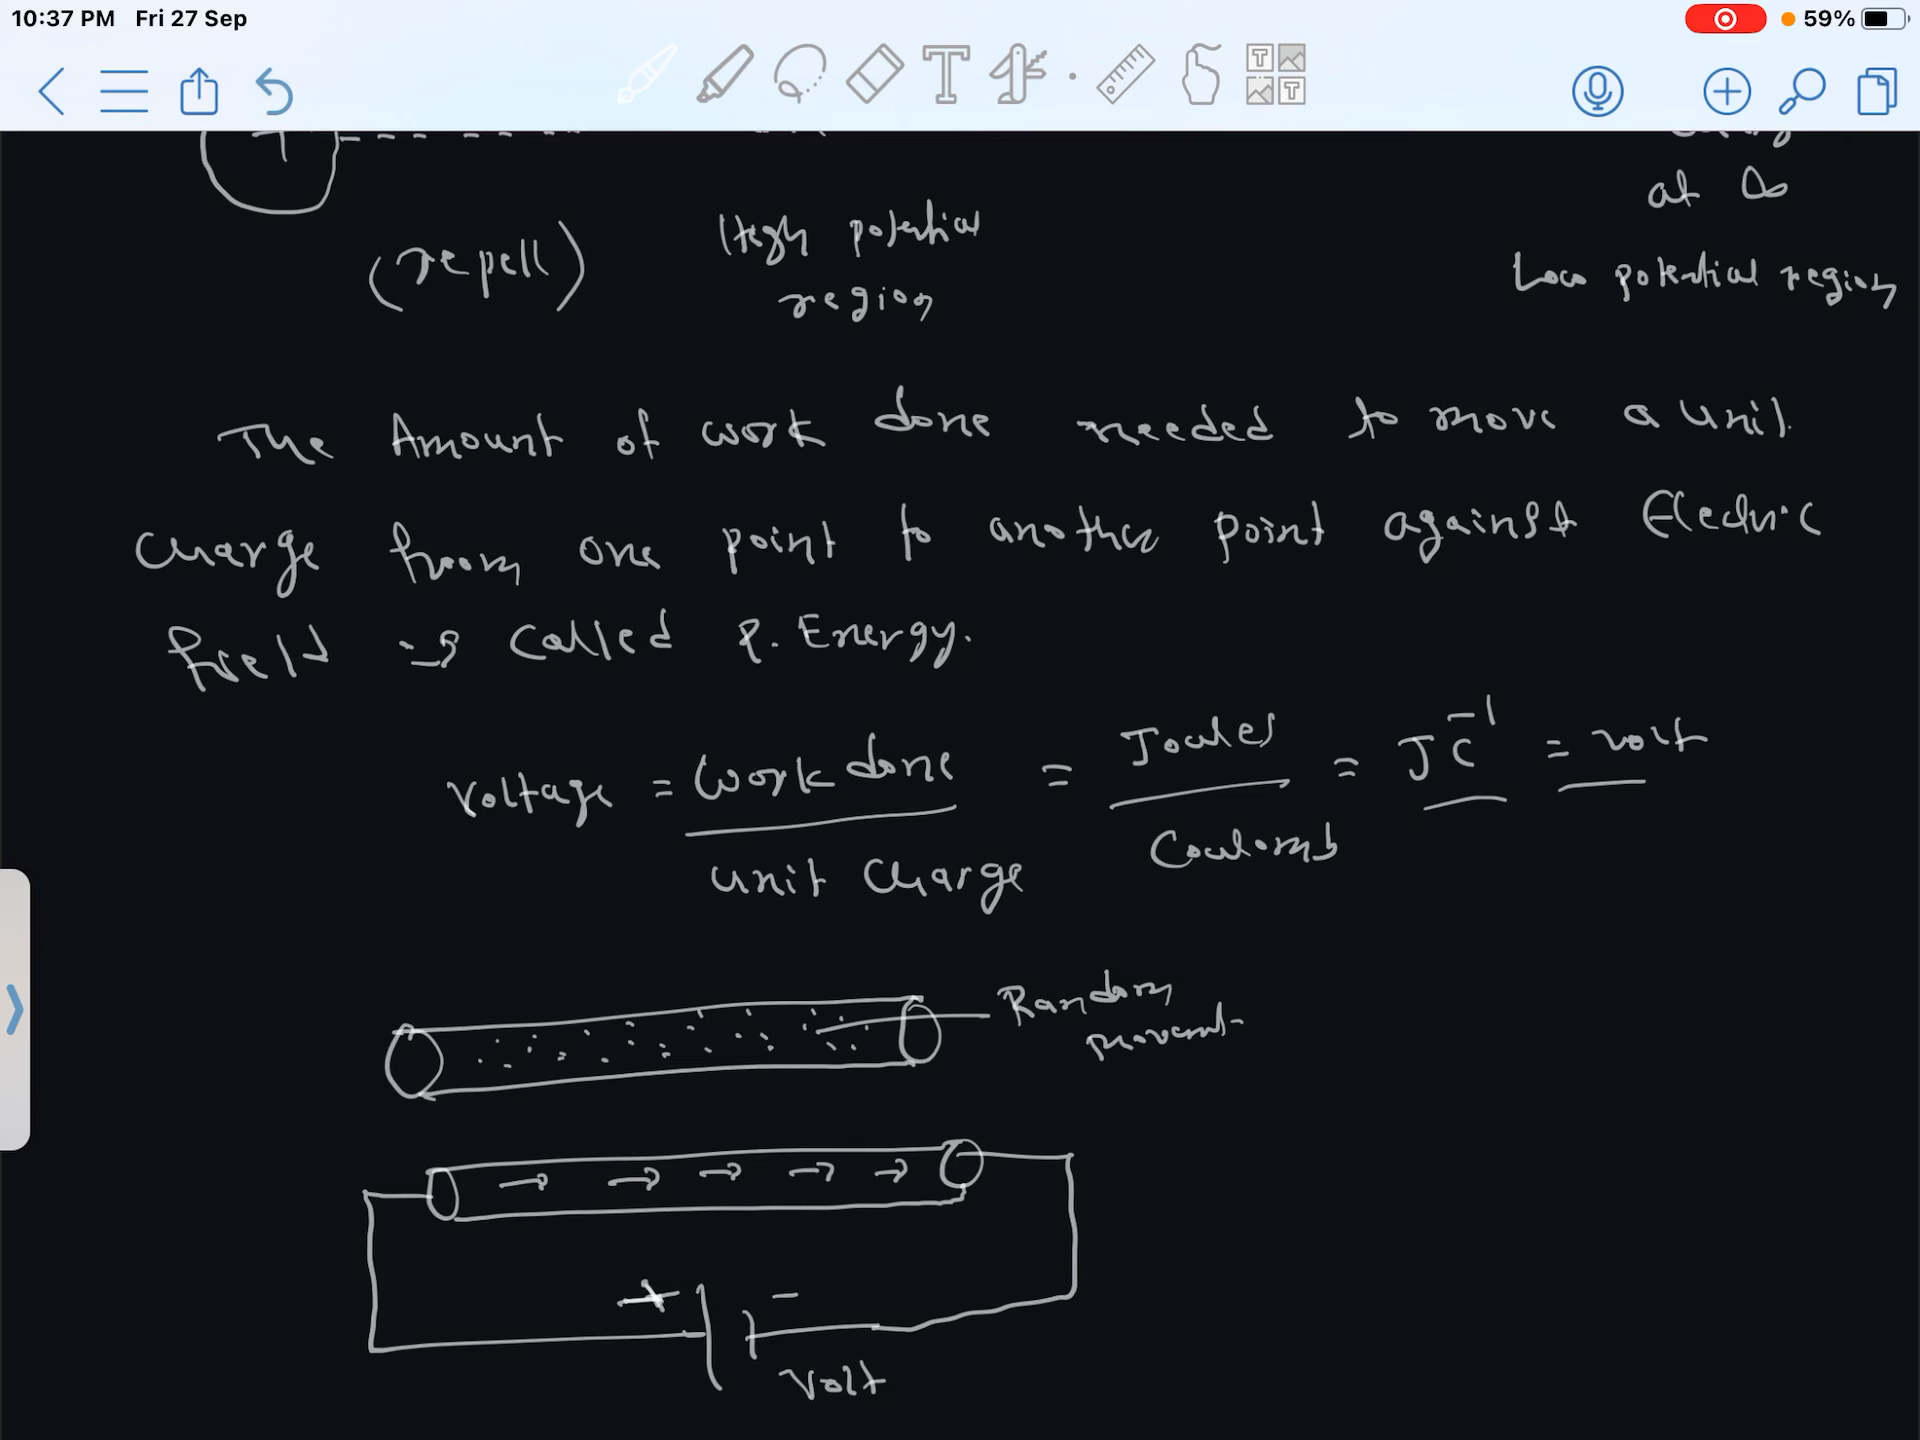 10:37 PM Fri 27 Sep
59%
at ∞
(repell)
High potential
region
Low potential region
The Amount of work done needed to move a unit
charge from one point to another point against Electric
field is called P. Energy.
Voltage = Work done / unit charge = Joules / Coulomb = J C⁻¹ = volt
Random
movement
+ -
Volt